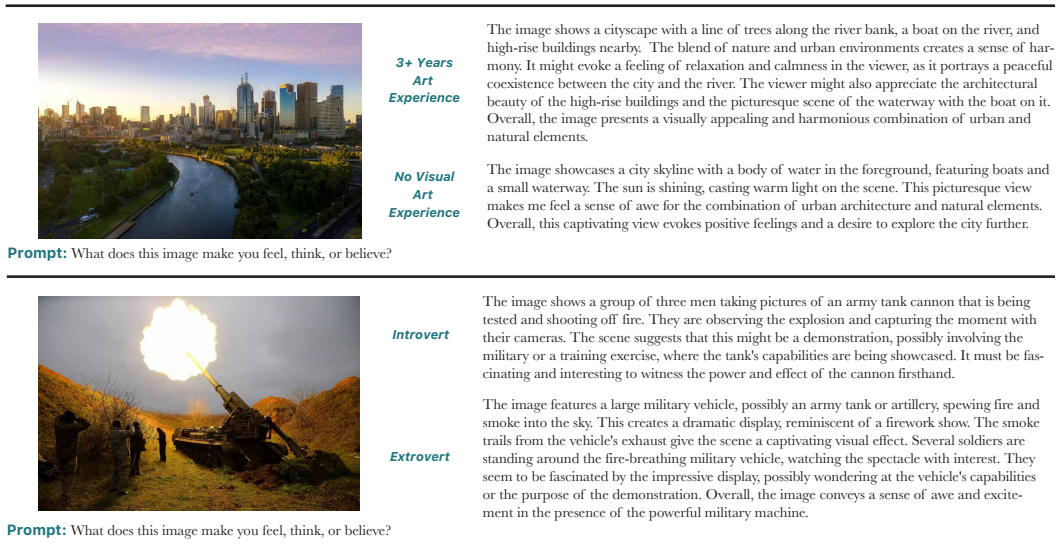 3+ Years
Art
Experience
The image shows a cityscape with a line of trees along the river bank, a boat on the river, and
high-rise buildings nearby.  The blend of nature and urban environments creates a sense of har-
mony. It might evoke a feeling of relaxation and calmness in the viewer, as it portrays a peaceful
coexistence between the city and the river. The viewer might also appreciate the architectural
beauty of the high-rise buildings and the picturesque scene of the waterway with the boat on it.
Overall, the image presents a visually appealing and harmonious combination of urban and
natural elements.
No Visual
Art
Experience
The image showcases a city skyline with a body of water in the foreground, featuring boats and
a small waterway. The sun is shining, casting warm light on the scene. This picturesque view
makes me feel a sense of awe for the combination of urban architecture and natural elements.
Overall, this captivating view evokes positive feelings and a desire to explore the city further.
Prompt: What does this image make you feel, think, or believe?
Introvert
The image shows a group of three men taking pictures of an army tank cannon that is being
tested and shooting off fire. They are observing the explosion and capturing the moment with
their cameras. The scene suggests that this might be a demonstration, possibly involving the
military or a training exercise, where the tank's capabilities are being showcased. It must be fas-
cinating and interesting to witness the power and effect of the cannon firsthand.
Extrovert
The image features a large military vehicle, possibly an army tank or artillery, spewing fire and
smoke into the sky. This creates a dramatic display, reminiscent of a firework show. The smoke
trails from the vehicle's exhaust give the scene a captivating visual effect. Several soldiers are
standing around the fire-breathing military vehicle, watching the spectacle with interest. They
seem to be fascinated by the impressive display, possibly wondering at the vehicle's capabilities
or the purpose of the demonstration. Overall, the image conveys a sense of awe and excite-
ment in the presence of the powerful military machine.
Prompt: What does this image make you feel, think, or believe?